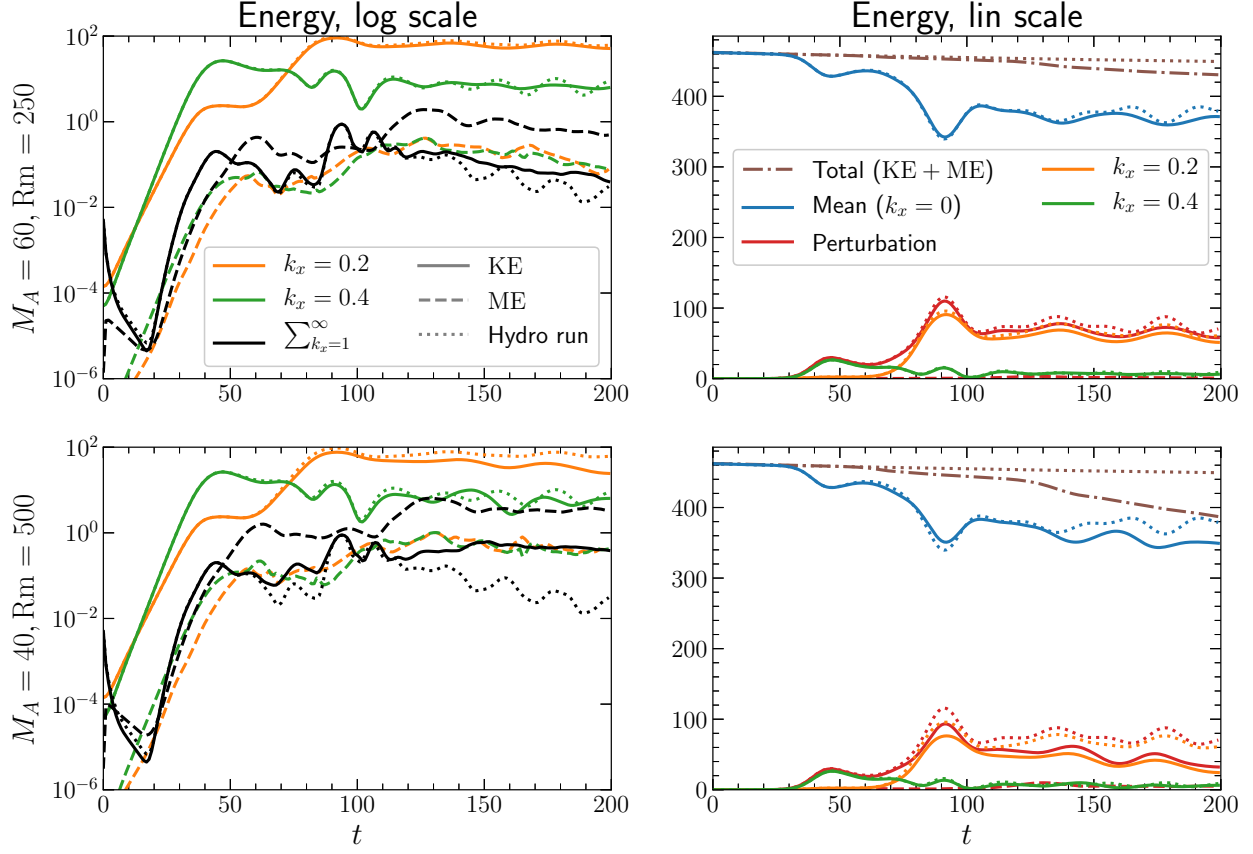 Energy, log scale
Energy, lin scale
M_A = 60, Rm = 250
10^2
10^0
10^{-2}
10^{-4}
10^{-6}
k_x = 0.2
k_x = 0.4
\sum_{k_x=1}^{\infty}
KE
ME
Hydro run
0 50 100 150 200
400
300
200
100
0
Total (KE + ME)
Mean (k_x = 0)
Perturbation
k_x = 0.2
k_x = 0.4
0 50 100 150 200
M_A = 40, Rm = 500
10^2
10^0
10^{-2}
10^{-4}
10^{-6}
0 50 100 150 200
t
400
300
200
100
0
0 50 100 150 200
t